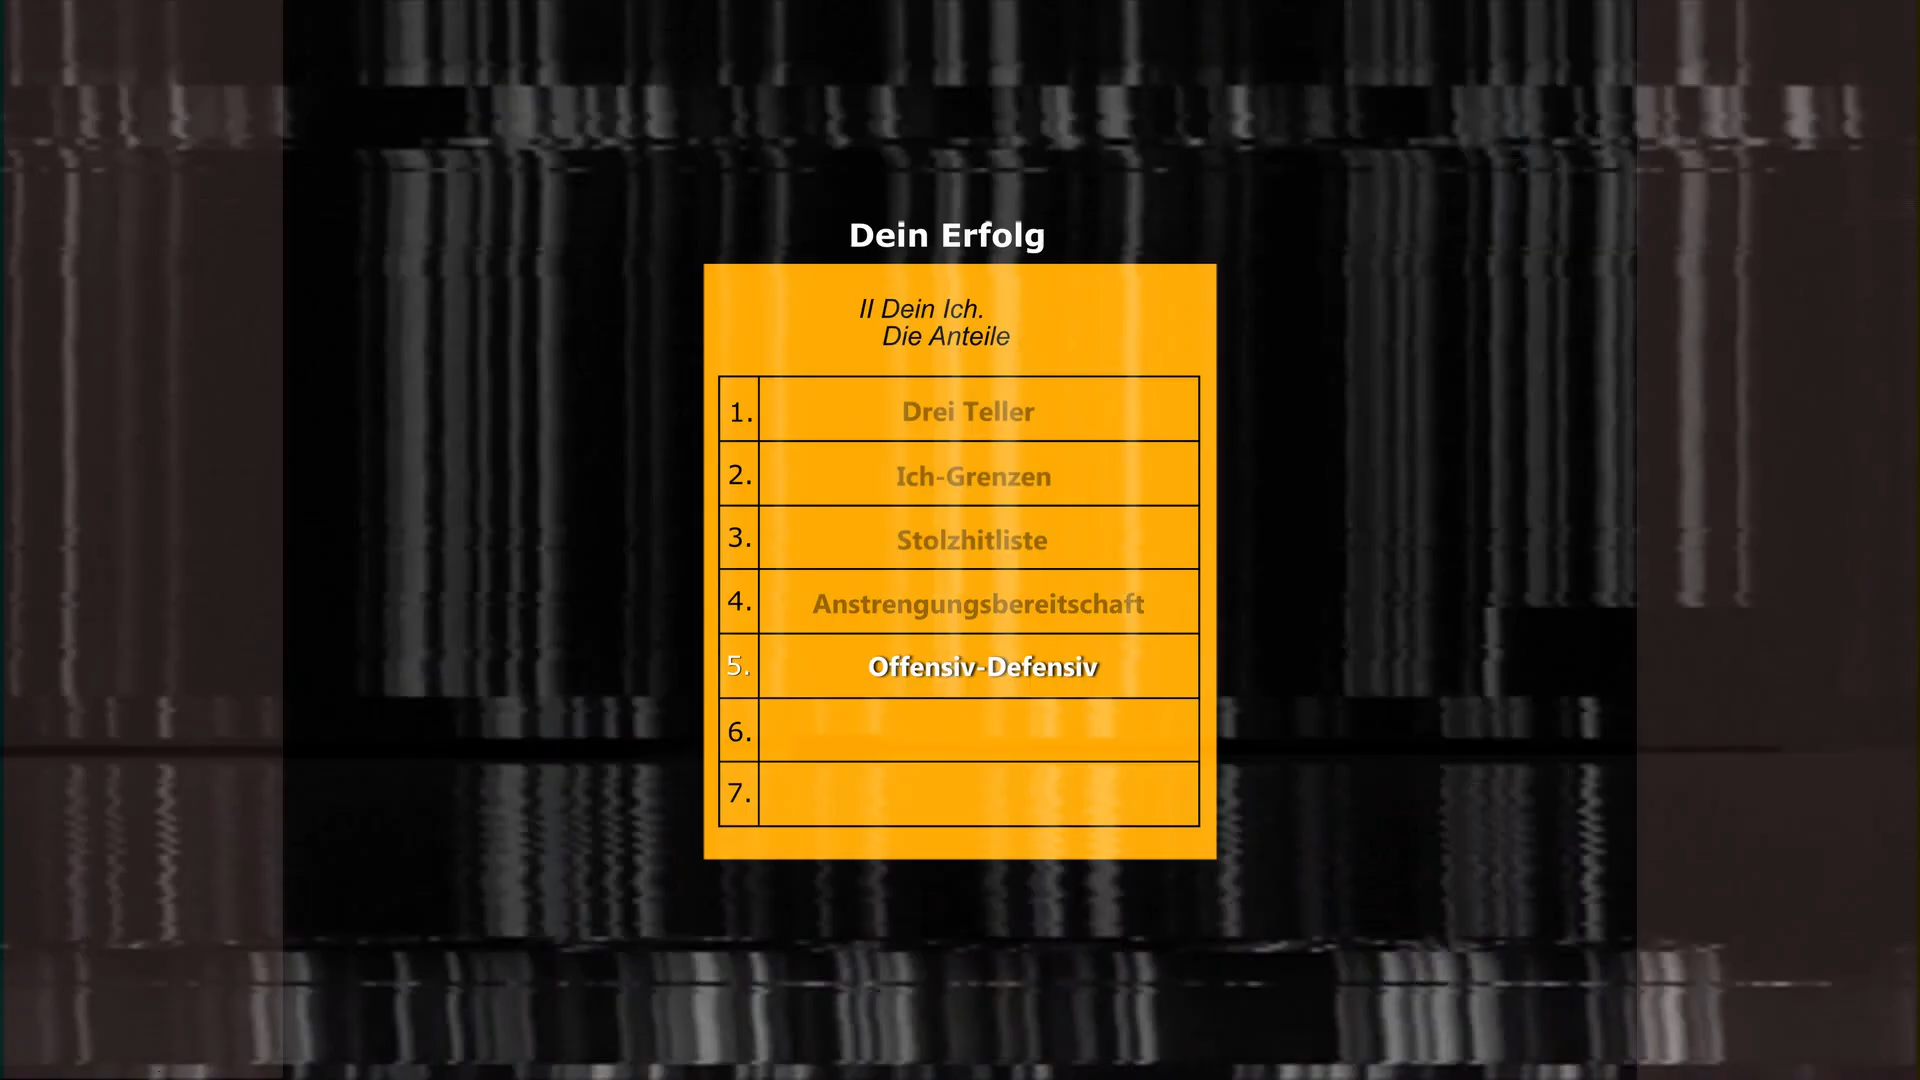 Dein Erfolg
II Dein Ich.
Die Anteile
1. Drei Teller
2. Ich-Grenzen
3. Stolzhitliste
4. Anstrengungsbereitschaft
5. Offensiv-Defensiv
6.
7.